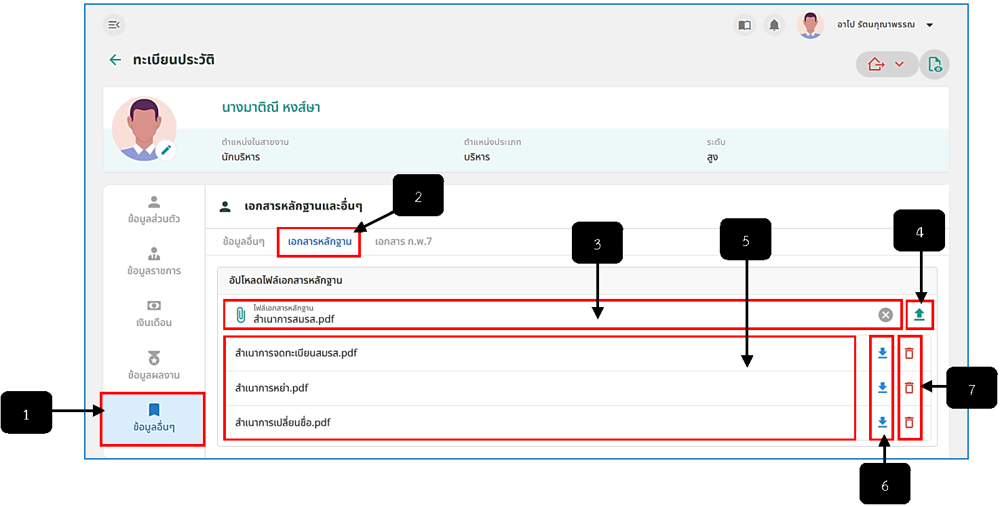 อาโป รัตนกุณาพรรณ
ทะเบียนประวัติ
นางมาติณี หงส์ษา
ตำแหน่งในสายงาน
ตำแหน่งประเภท
ระดับ
นักบริหาร
บริหาร
สูง
2
ข้อมูลส่วนตัว
เอกสารหลักฐานและอื่นๆ
3
5
4
ข้อมูลอื่นๆ
เอกสารหลักฐาน
เอกสาร ก.พ.7
ข้อมูลราชการ
อัปโหลดไฟล์เอกสารหลักฐาน
ไฟล์เอกสารหลักฐาน
สำเนาการสมรส.pdf
เงินเดือน
สำเนาการจดทะเบียนสมรส.pdf
ข้อมูลผลงาน
สำเนาการหย่า.pdf
7
1
ข้อมูลอื่นๆ
สำเนาการเปลี่ยนชื่อ.pdf
6